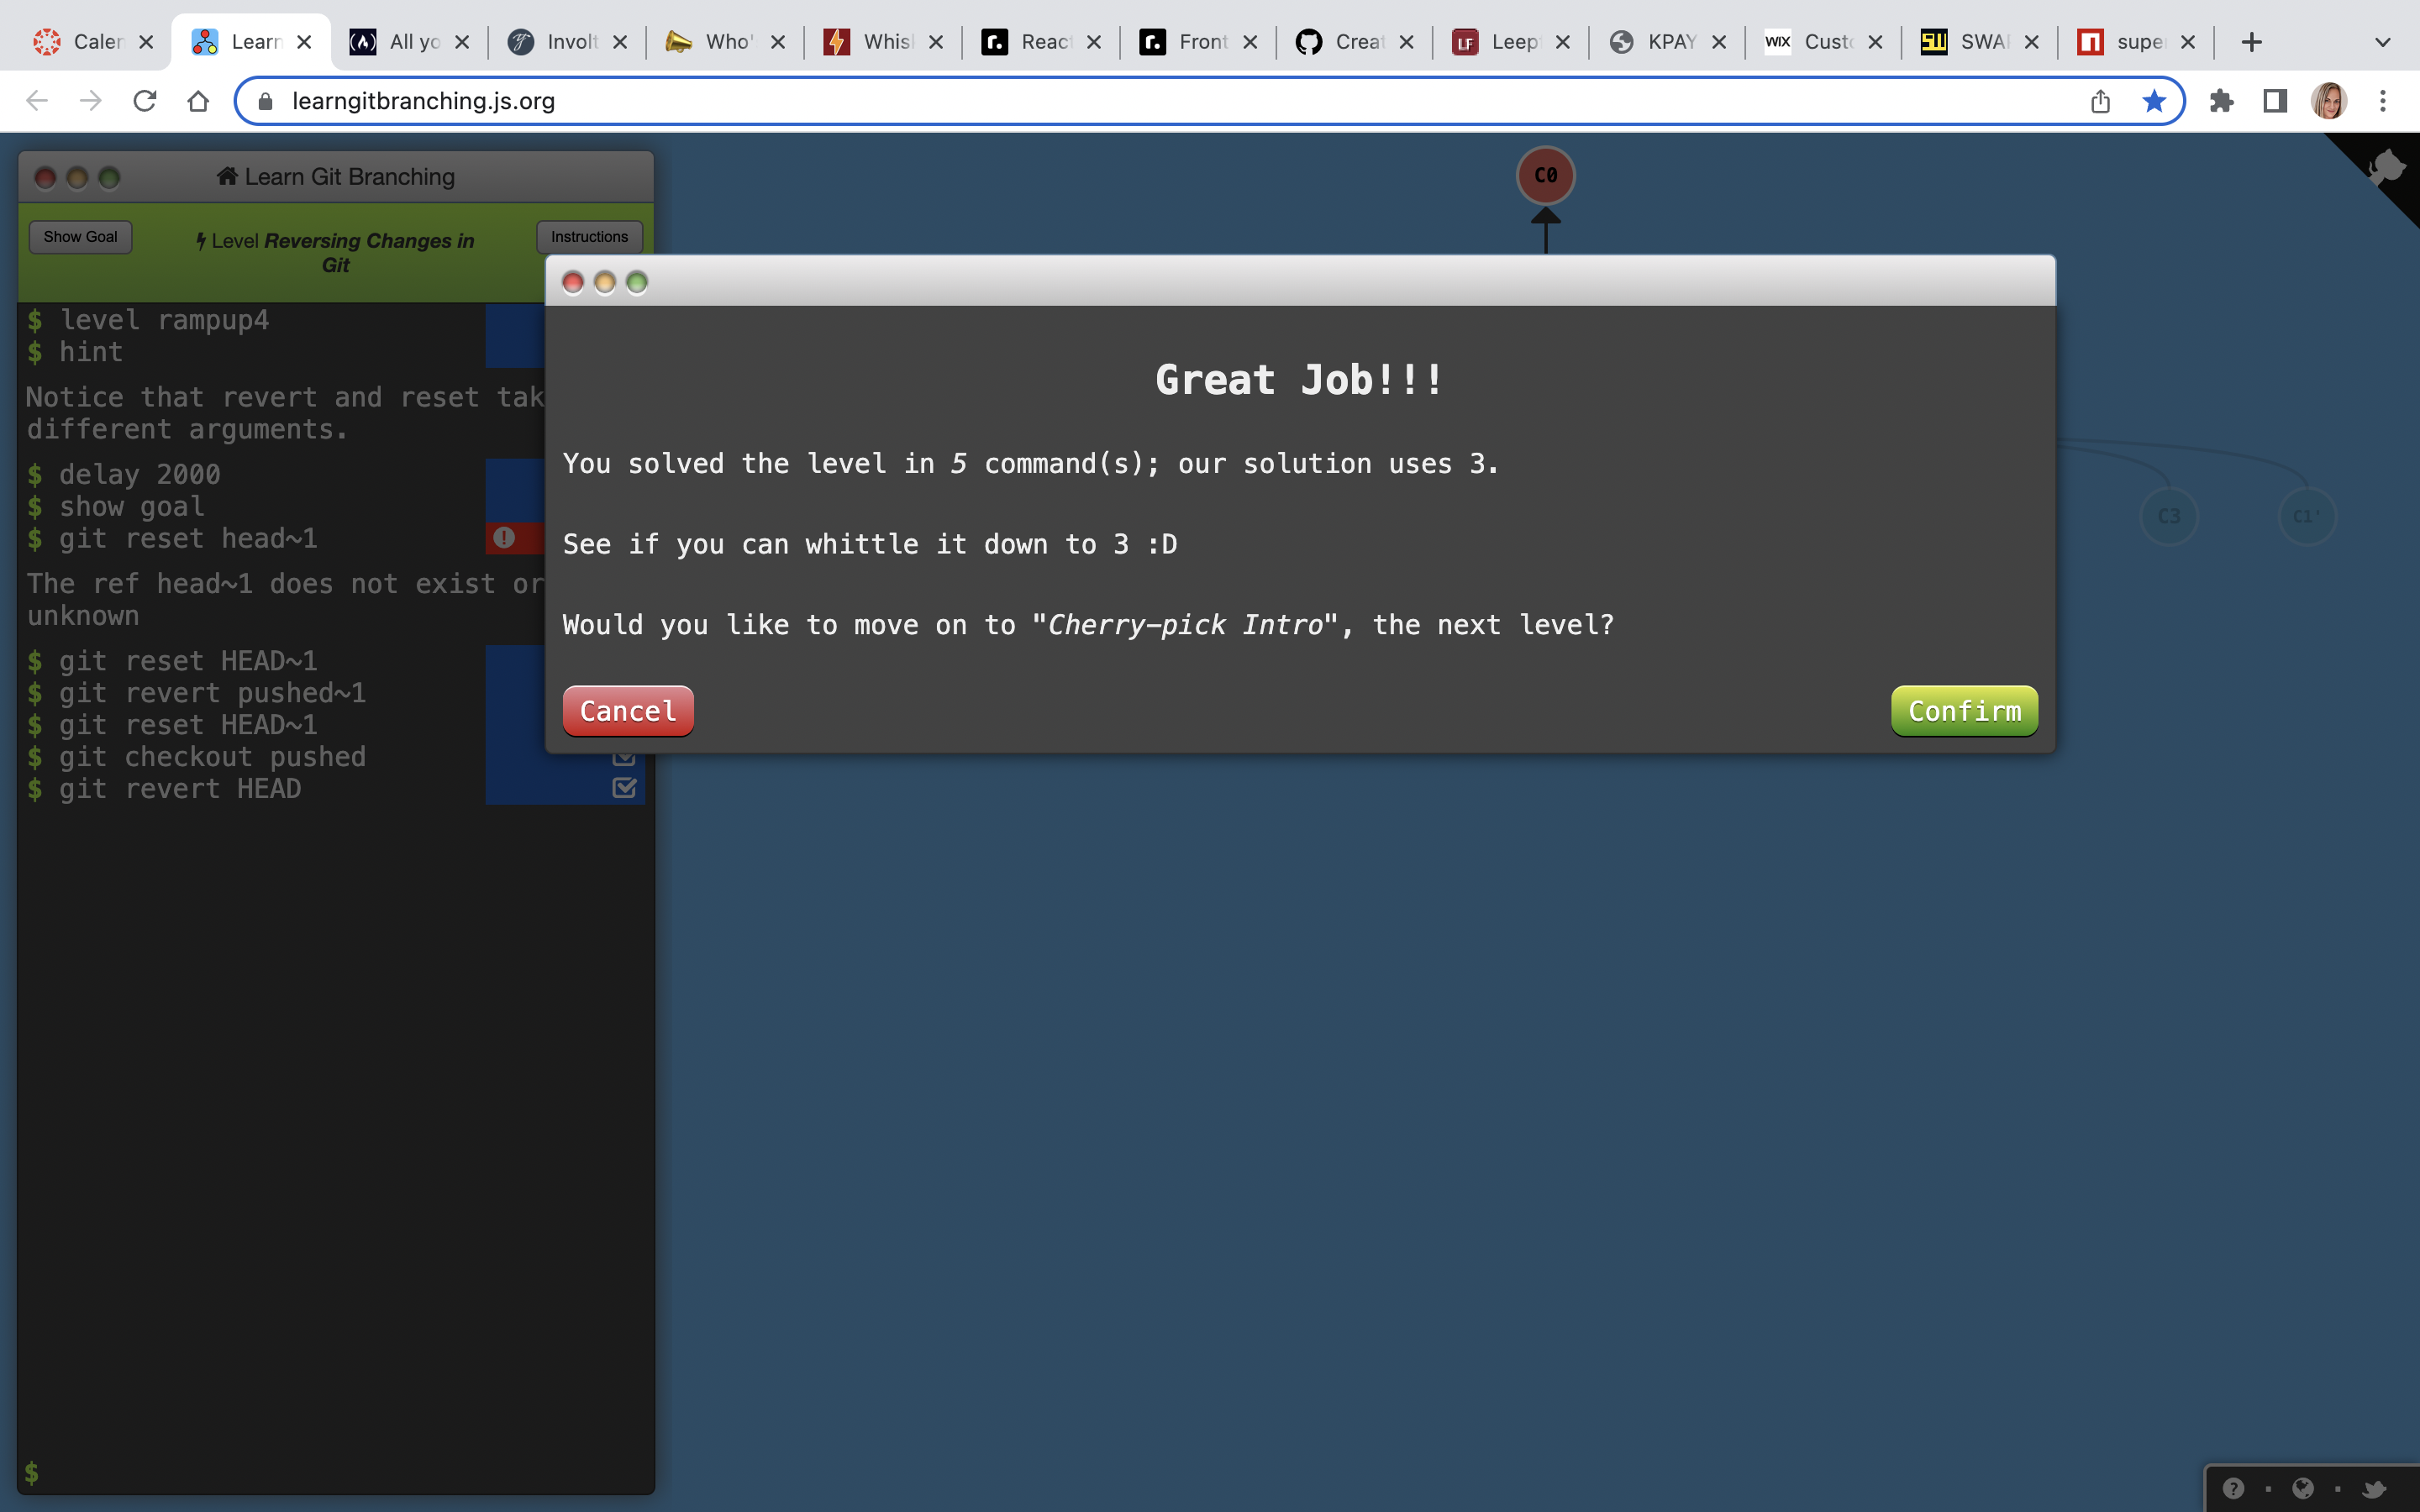 Caler
Learn
All yo
Involt
Who'
Whisl
Reac
Front
Creat
Leep
KPAY
WIX
Custo
SWA
supe
learngitbranching.js.org
Learn Git Branching
Show Goal
Level Reversing Changes in
Git
Instructions
$ level rampup4
$ hint
Notice that revert and reset tak
different arguments.
$ delay 2000
$ show goal
$ git reset head~1
The ref head~1 does not exist or
unknown
$ git reset HEAD~1
$ git revert pushed~1
$ git reset HEAD~1
$ git checkout pushed
$ git revert HEAD
$
C0
C3
C1'
Great Job!!!
You solved the level in 5 command(s); our solution uses 3.
See if you can whittle it down to 3 :D
Would you like to move on to "Cherry-pick Intro", the next level?
Cancel
Confirm